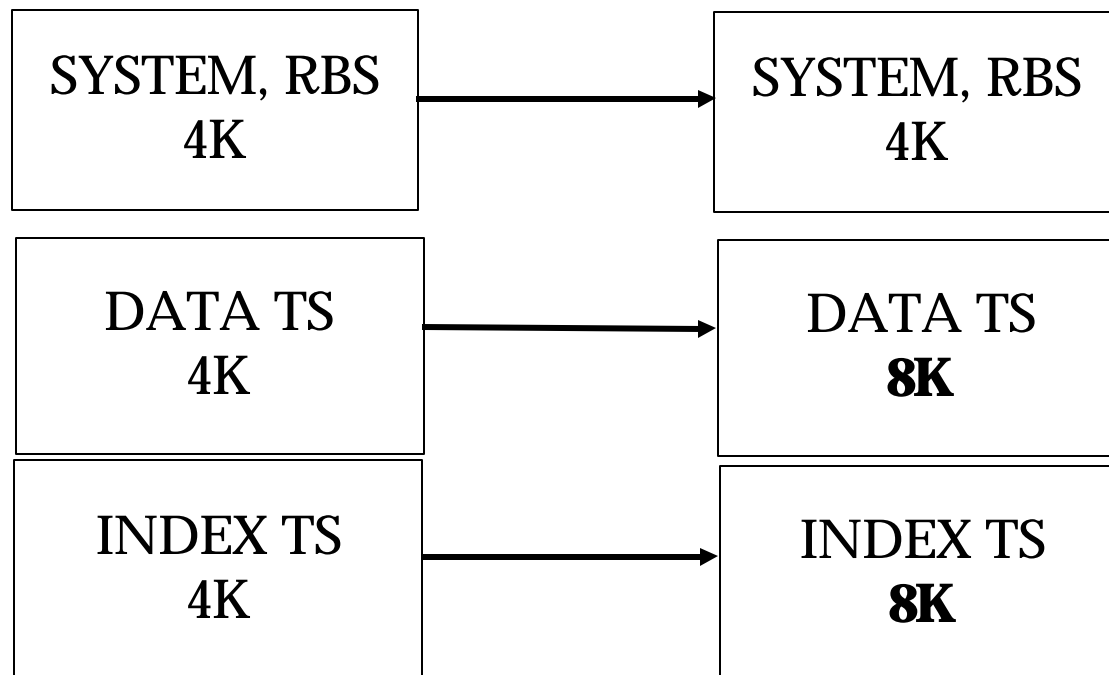 SYSTEM, RBS
4K
SYSTEM, RBS
4K
DATA TS
4K
DATA TS
8K
INDEX TS
4K
INDEX TS
8K